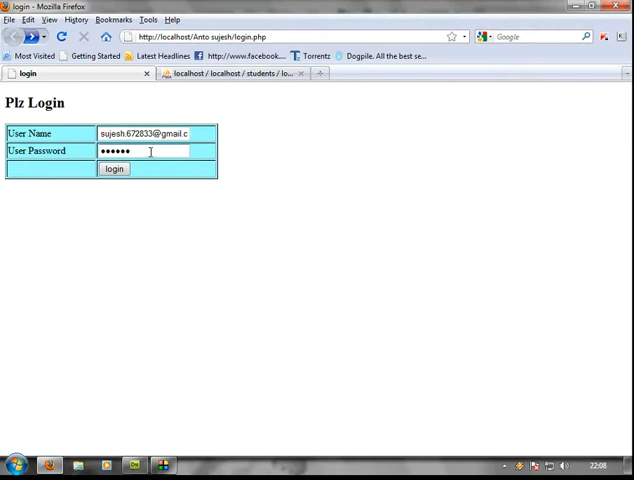 login - Mozilla Firefox
File Edit View History Bookmarks Tools Help
http://localhost/Anto sujesh/login.php
Google
Most Visited Getting Started Latest Headlines http://www.facebook.... Torrentz Dogpile. All the best se...
login
localhost / localhost / students / lo...
Plz Login
User Name
sujesh.672833@gmail.c
User Password
••••••
login
22:08